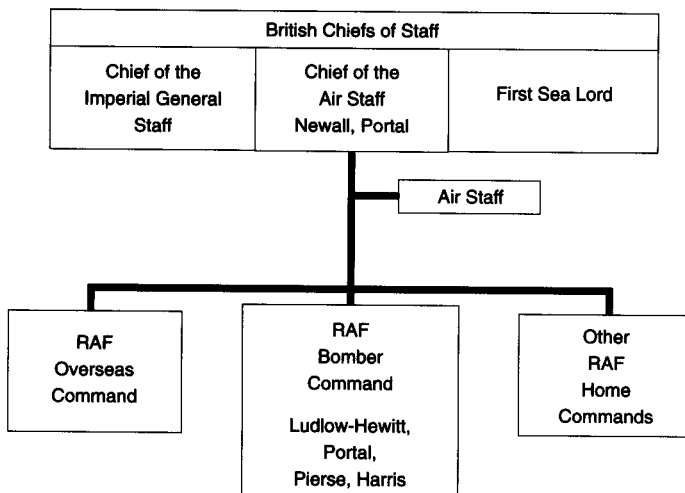 British Chiefs of Staff
Chief of the
Imperial General
Staff
Chief of the
Air Staff
Newall, Portal
First Sea Lord
Air Staff
RAF
Overseas
Command
RAF
Bomber
Command
Ludlow-Hewitt,
Portal,
Pierse, Harris
Other
RAF
Home
Commands